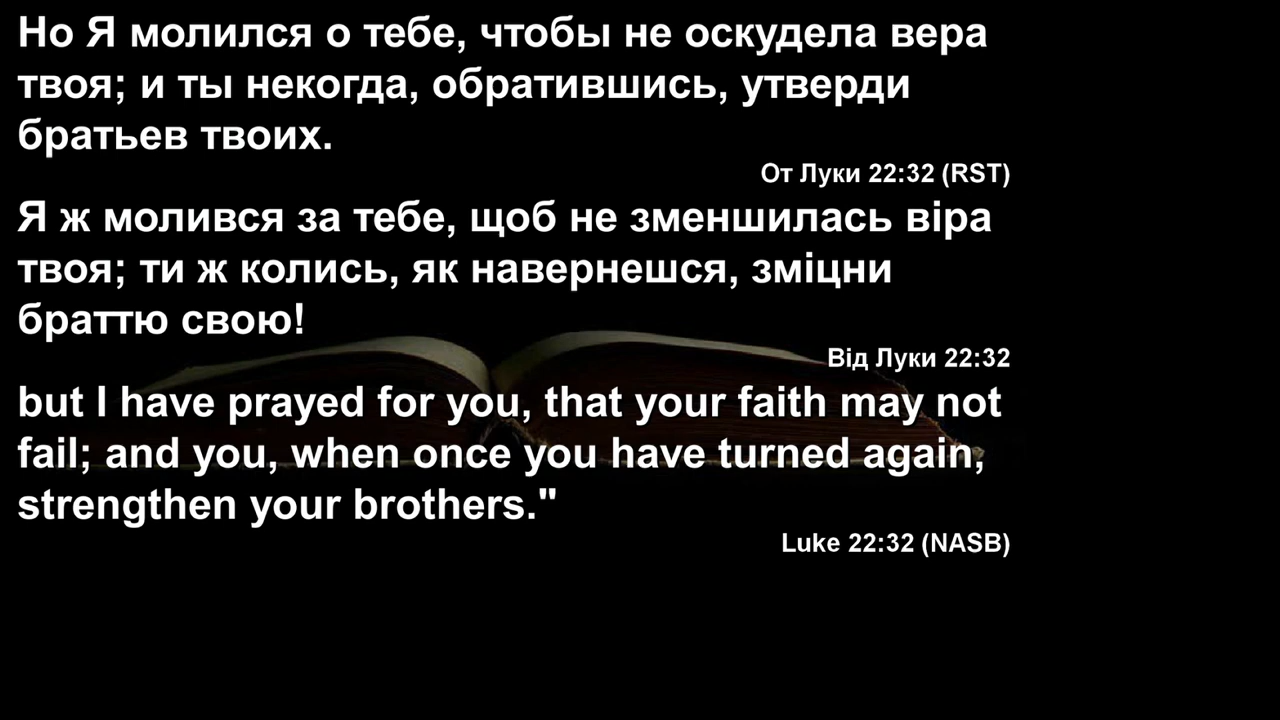 Но Я молился о тебе, чтобы не оскудела вера
твоя; и ты некогда, обратившись, утверди
братьев твоих.
От Луки 22:32 (RST)
Я ж молився за тебе, щоб не зменшилась віра
твоя; ти ж колись, як навернешся, зміцни
браттю свою!
Від Луки 22:32
but I have prayed for you, that your faith may not
fail; and you, when once you have turned again,
strengthen your brothers."
Luke 22:32 (NASB)